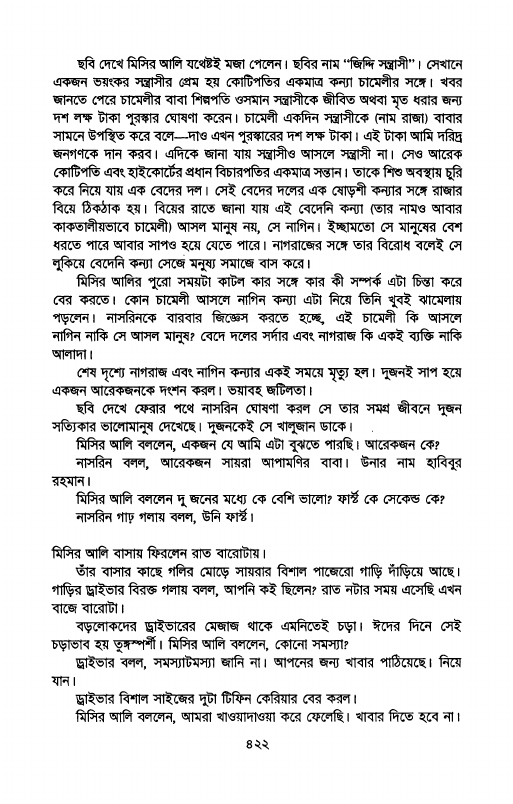 ছবি দেখে মিসির আলি যথেষ্টই মজা পেলেন। ছবির নাম “জিদ্দি সন্ত্রাসী”। সেখানে
একজন ভয়ংকর সন্ত্রাসীর প্রেম হয় কোটিপতির একমাত্র কন্যা চামেলীর সঙ্গে। খবর
জানতে পেরে চামেলীর বাবা শিল্পপতি ওসমান সন্ত্রাসীকে জীবিত অথবা মৃত ধরার জন্য
দশ লক্ষ টাকা পুরস্কার ঘোষণা করেন। চামেলী একদিন সন্ত্রাসীকে (নাম রাজা) বাবার
সামনে উপস্থিত করে বলে—দাও এখন পুরস্কারের দশ লক্ষ টাকা। এই টাকা আমি দরিদ্র
জনগণকে দান করব। এদিকে জানা যায় সন্ত্রাসীও আসলে সন্ত্রাসী না। সেও আরেক
কোটিপতি এবং হাইকোর্টের প্রধান বিচারপতির একমাত্র সন্তান। তাকে শিশু অবস্থায় চুরি
করে নিয়ে যায় এক বেদের দল। সেই বেদের দলের এক ষোড়শী কন্যার সঙ্গে রাজার
বিয়ে ঠিকঠাক হয়। বিয়ের রাতে জানা যায় এই বেদেনি কন্যা (তার নামও আবার
কাকতালীয়ভাবে চামেলী) আসল মানুষ নয়, সে নাগিন। ইচ্ছামতো সে মানুষের বেশ
ধরতে পারে আবার সাপও হয়ে যেতে পারে। নাগরাজের সঙ্গে তার বিরোধ বলেই সে
লুকিয়ে বেদেনি কন্যা সেজে মনুষ্য সমাজে বাস করে।
মিসির আলির পুরো সময়টা কাটল কার সঙ্গে কার কী সম্পর্ক এটা চিন্তা করে
বের করতে। কোন চামেলী আসলে নাগিন কন্যা এটা নিয়ে তিনি খুবই ঝামেলায়
পড়লেন। নাসরিনকে বারবার জিজ্ঞেস করতে হচ্ছে, এই চামেলী কি আসলে
নাগিন নাকি সে আসল মানুষ? বেদে দলের সর্দার এবং নাগরাজ কি একই ব্যক্তি নাকি
আলাদা।
শেষ দৃশ্যে নাগরাজ এবং নাগিন কন্যার একই সময়ে মৃত্যু হল। দুজনই সাপ হয়ে
একজন আরেকজনকে দংশন করল। ভয়াবহ জটিলতা।
ছবি দেখে ফেরার পথে নাসরিন ঘোষণা করল সে তার সমগ্র জীবনে দুজন
সত্যিকার ভালোমানুষ দেখেছে। দুজনকেই সে খালুজান ডাকে।
মিসির আলি বললেন, একজন যে আমি এটা বুঝতে পারছি। আরেকজন কে?
নাসরিন বলল, আরেকজন সায়রা আপামণির বাবা। উনার নাম হাবিবুর
রহমান।
মিসির আলি বললেন দু জনের মধ্যে কে বেশি ভালো? ফার্স্ট কে সেকেন্ড কে?
নাসরিন গাঢ় গলায় বলল, উনি ফার্স্ট।
মিসির আলি বাসায় ফিরলেন রাত বারোটায়।
তাঁর বাসার কাছে গলির মোড়ে সায়রার বিশাল পাজেরো গাড়ি দাঁড়িয়ে আছে।
গাড়ির ড্রাইভার বিরক্ত গলায় বলল, আপনি কই ছিলেন? রাত নটার সময় এসেছি এখন
বাজে বারোটা।
বড়লোকদের ড্রাইভারের মেজাজ থাকে এমনিতেই চড়া। ঈদের দিনে সেই
চড়াভাব হয় তুঙ্গস্পর্শী। মিসির আলি বললেন, কোনো সমস্যা?
ড্রাইভার বলল, সমস্যাটমস্যা জানি না। আপনের জন্য খাবার পাঠিয়েছে। নিয়ে
যান।
ড্রাইভার বিশাল সাইজের দুটা টিফিন কেরিয়ার বের করল।
মিসির আলি বললেন, আমরা খাওয়াদাওয়া করে ফেলেছি। খাবার দিতে হবে না।
৪২২